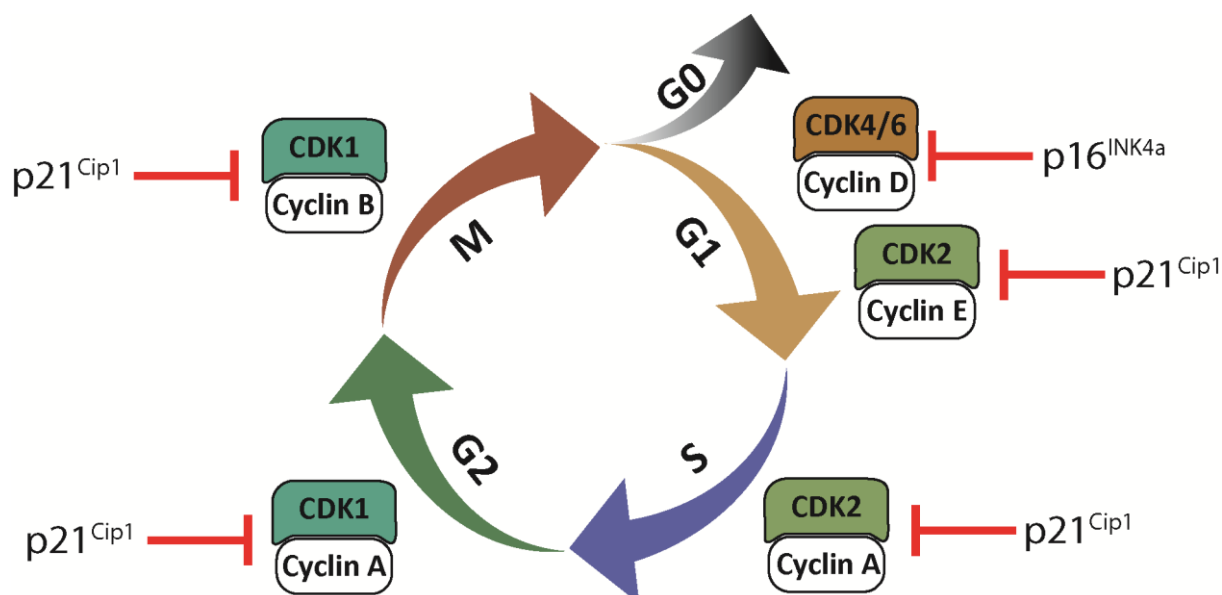 G0
CDK4/6
Cyclin D
p16INK4a
CDK1
Cyclin B
p21Cip1
M
G1
CDK2
Cyclin E
p21Cip1
G2
S
CDK1
Cyclin A
p21Cip1
CDK2
Cyclin A
p21Cip1